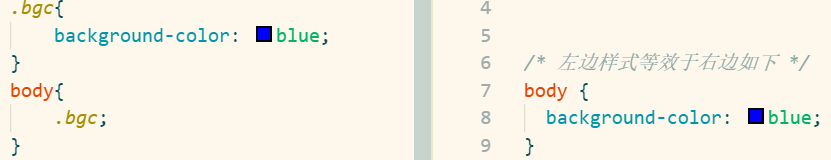 .bgc{
    background-color: blue;
}
body{
    .bgc;
}
4
5
6 /* 左边样式等效于右边如下 */
7 body {
8   background-color: blue;
9 }